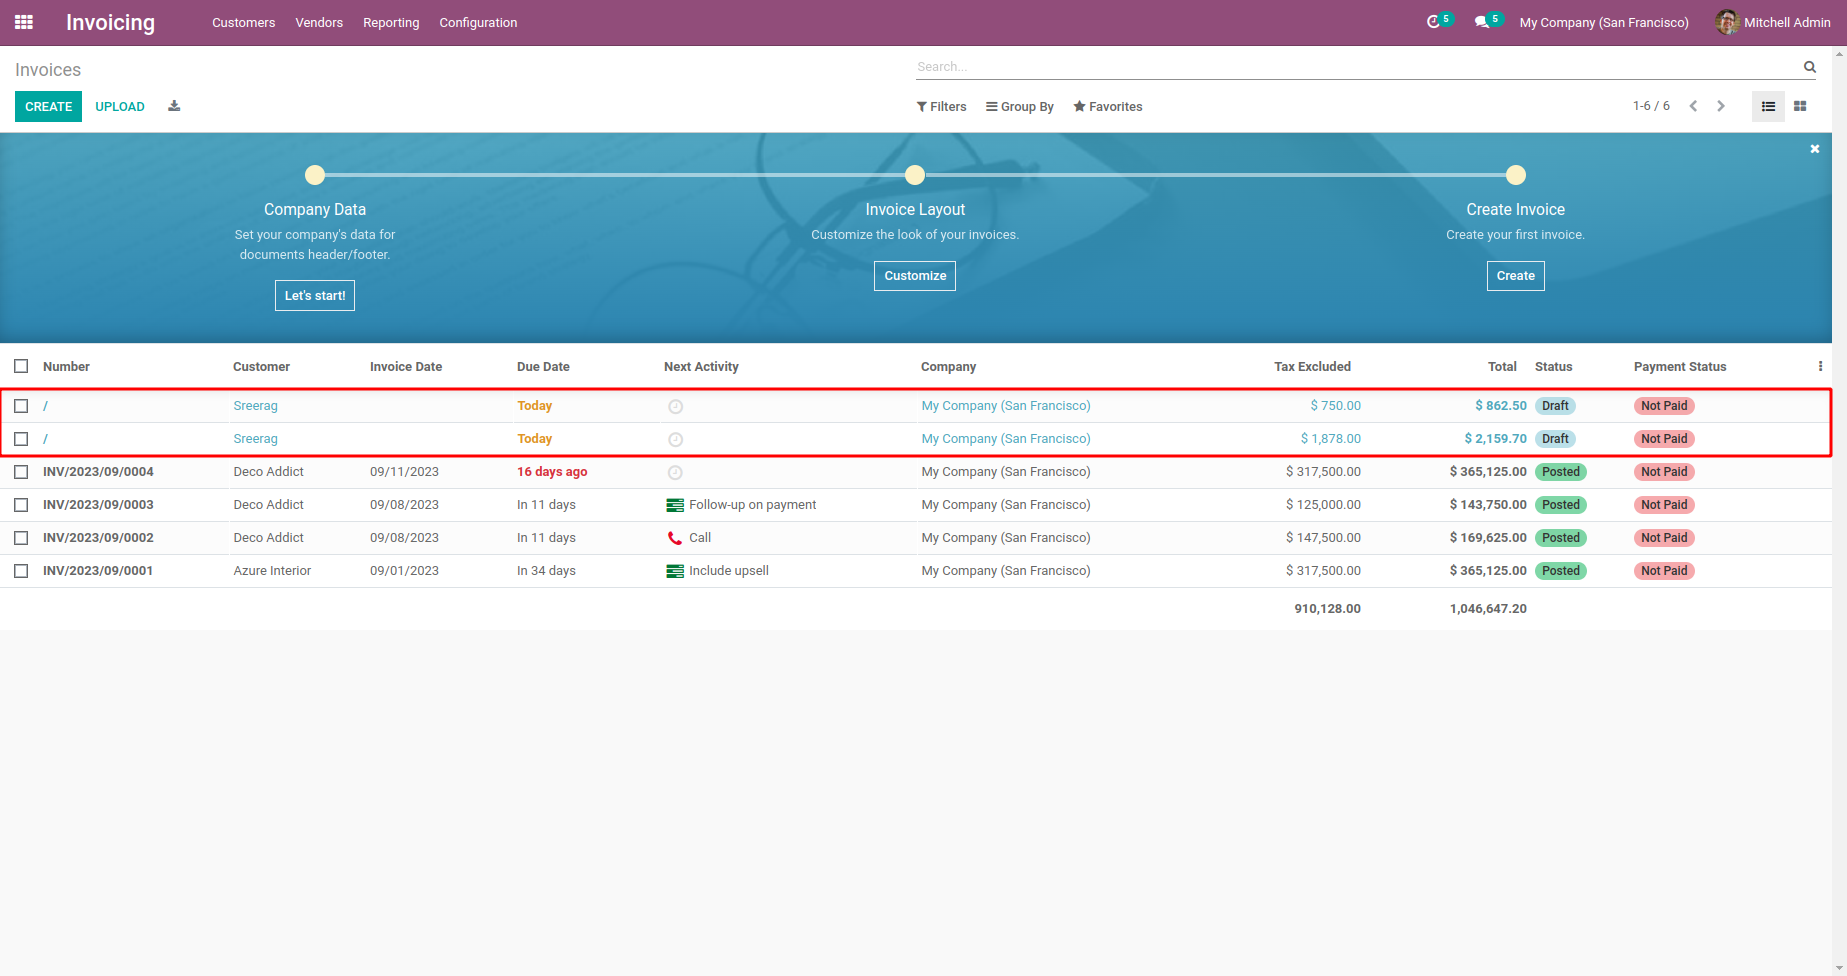 Invoicing Customers Vendors Reporting Configuration 5 5 My Company (San Francisco) Mitchell Admin
Invoices
Search...
CREATE UPLOAD
Filters Group By Favorites 1-6 / 6
Company Data
Set your company's data for
documents header/footer.
Let's start!
Invoice Layout
Customize the look of your invoices.
Customize
Create Invoice
Create your first invoice.
Create
Number Customer Invoice Date Due Date Next Activity Company Tax Excluded Total Status Payment Status
/ Sreerag Today My Company (San Francisco) $ 750.00 $ 862.50 Draft Not Paid
/ Sreerag Today My Company (San Francisco) $ 1,878.00 $ 2,159.70 Draft Not Paid
INV/2023/09/0004 Deco Addict 09/11/2023 16 days ago My Company (San Francisco) $ 317,500.00 $ 365,125.00 Posted Not Paid
INV/2023/09/0003 Deco Addict 09/08/2023 In 11 days Follow-up on payment My Company (San Francisco) $ 125,000.00 $ 143,750.00 Posted Not Paid
INV/2023/09/0002 Deco Addict 09/08/2023 In 11 days Call My Company (San Francisco) $ 147,500.00 $ 169,625.00 Posted Not Paid
INV/2023/09/0001 Azure Interior 09/01/2023 In 34 days Include upsell My Company (San Francisco) $ 317,500.00 $ 365,125.00 Posted Not Paid
910,128.00 1,046,647.20